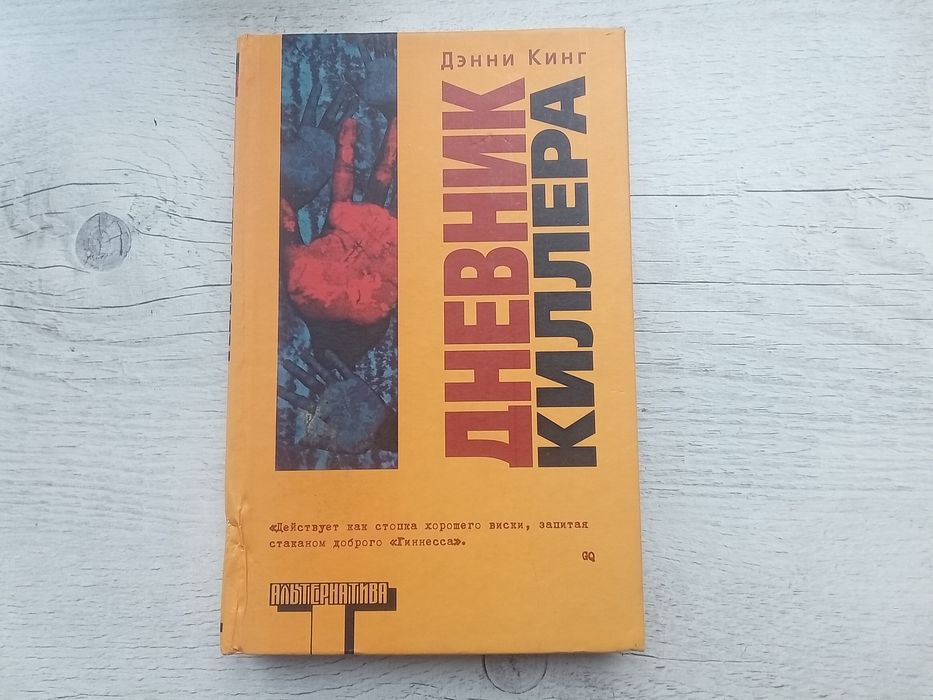 Дэнни Кинг
ДНЕВНИК
КИЛЛЕРА
«Действует как стопка хорошего виски, запитая
стаканом доброго «Гиннесса».
GQ
АЛЬТЕРНАТИВА